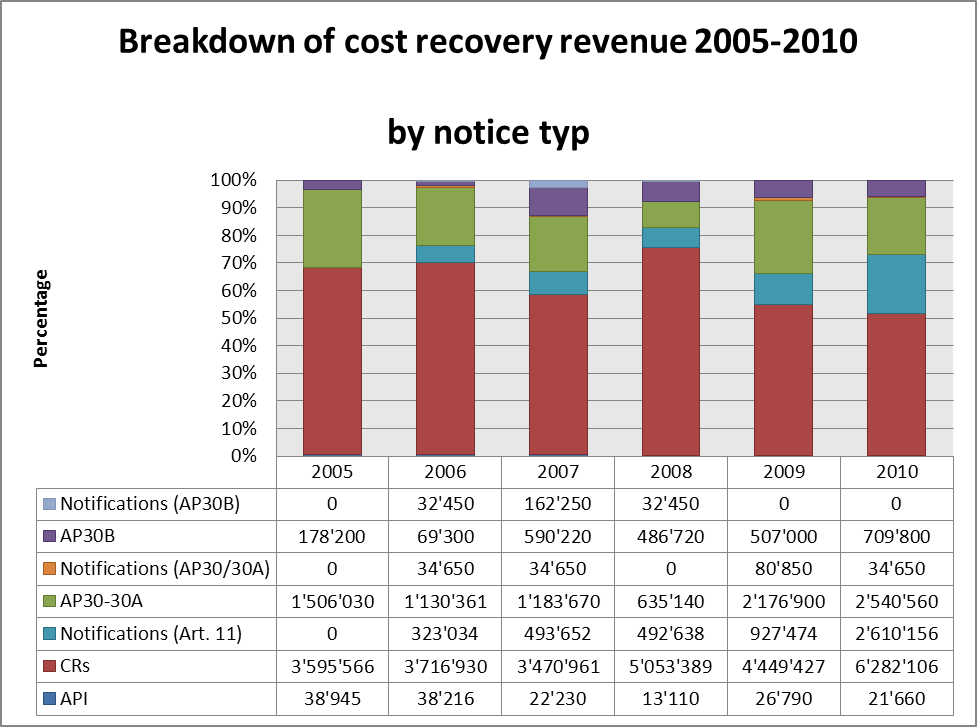 Breakdown of cost recovery revenue 2005-2010
by notice typ
Percentage
100%
90%
80%
70%
60%
50%
40%
30%
20%
10%
0%
2005 2006 2007 2008 2009 2010
Notifications (AP30B) 0 32'450 162'250 32'450 0 0
AP30B 178'200 69'300 590'220 486'720 507'000 709'800
Notifications (AP30/30A) 0 34'650 34'650 0 80'850 34'650
AP30-30A 1'506'030 1'130'361 1'183'670 635'140 2'176'900 2'540'560
Notifications (Art. 11) 0 323'034 493'652 492'638 927'474 2'610'156
CRs 3'595'566 3'716'930 3'470'961 5'053'389 4'449'427 6'282'106
API 38'945 38'216 22'230 13'110 26'790 21'660